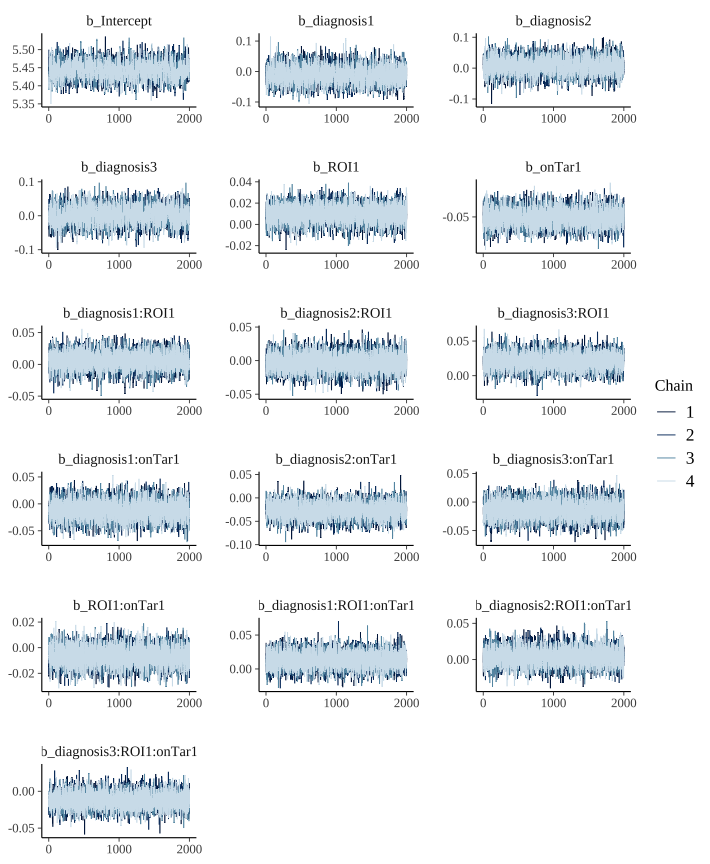 b_Intercept b_diagnosis1 b_diagnosis2
5.50 5.45 5.40 5.35 0.1 0.0 -0.1 0.1 0.0 -0.1
0 1000 2000 0 1000 2000 0 1000 2000
b_diagnosis3 b_ROI1 b_onTar1
0.1 0.0 -0.1 0.04 0.02 0.00 -0.02 -0.05
0 1000 2000 0 1000 2000 0 1000 2000
b_diagnosis1:ROI1 b_diagnosis2:ROI1 b_diagnosis3:ROI1
0.05 0.00 -0.05 0.05 0.00 -0.05 0.05 0.00
0 1000 2000 0 1000 2000 0 1000 2000
Chain
1
2
3
4
b_diagnosis1:onTar1 b_diagnosis2:onTar1 b_diagnosis3:onTar1
0.05 0.00 -0.05 0.05 0.00 -0.05 -0.10 0.05 0.00 -0.05
0 1000 2000 0 1000 2000 0 1000 2000
b_ROI1:onTar1 b_diagnosis1:ROI1:onTar1 b_diagnosis2:ROI1:onTar1
0.02 0.00 -0.02 0.05 0.00 0.05 0.00
0 1000 2000 0 1000 2000 0 1000 2000
b_diagnosis3:ROI1:onTar1
0.00 -0.05
0 1000 2000